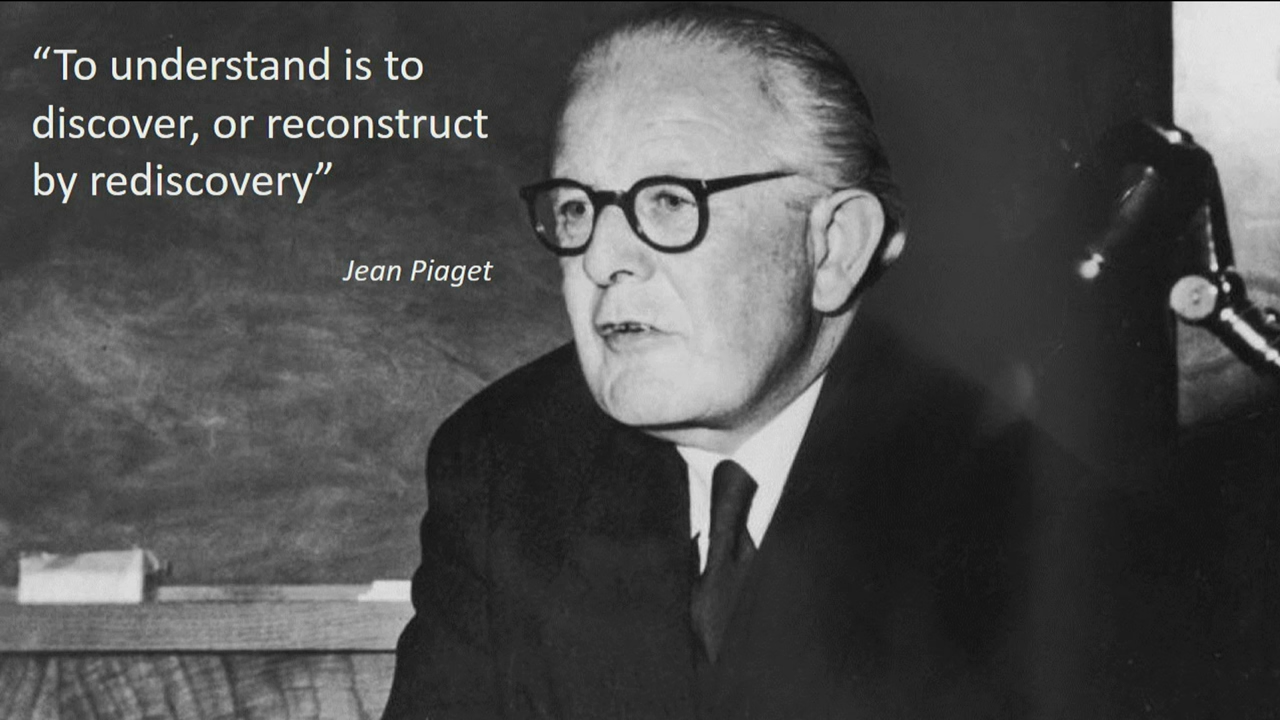 “To understand is to
discover, or reconstruct
by rediscovery”
Jean Piaget